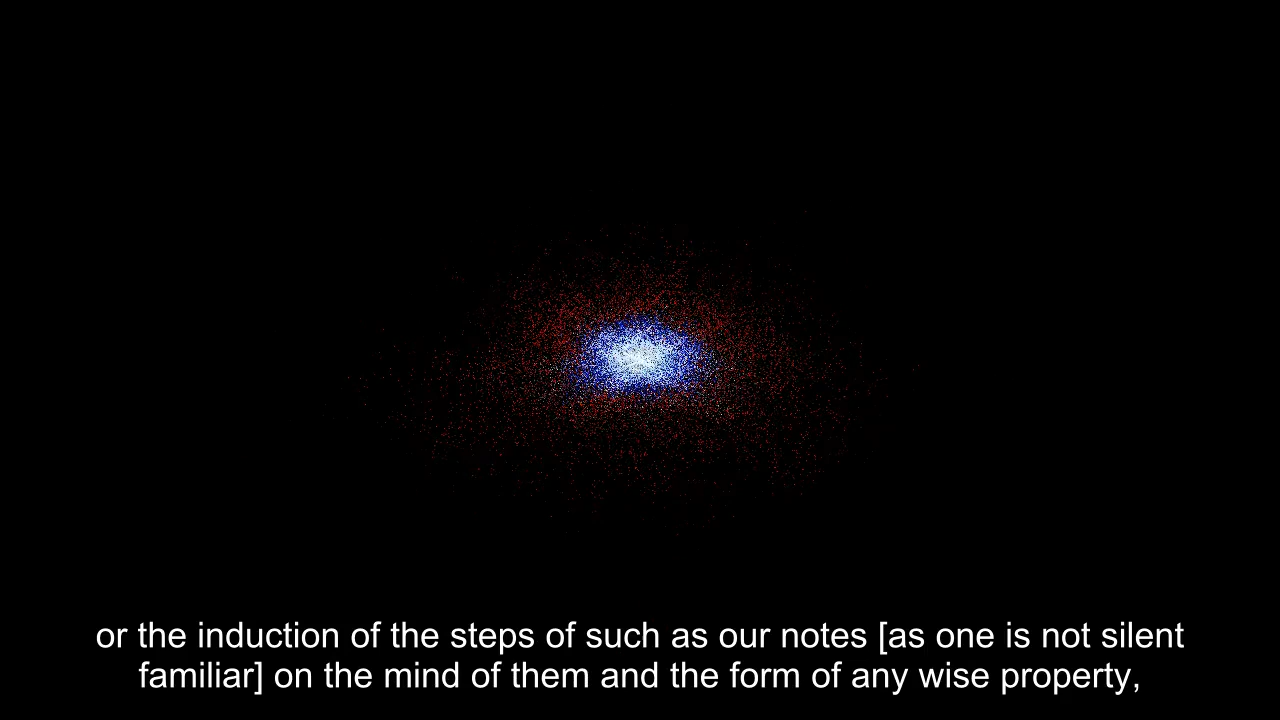 or the induction of the steps of such as our notes [as one is not silent
familiar] on the mind of them and the form of any wise property,